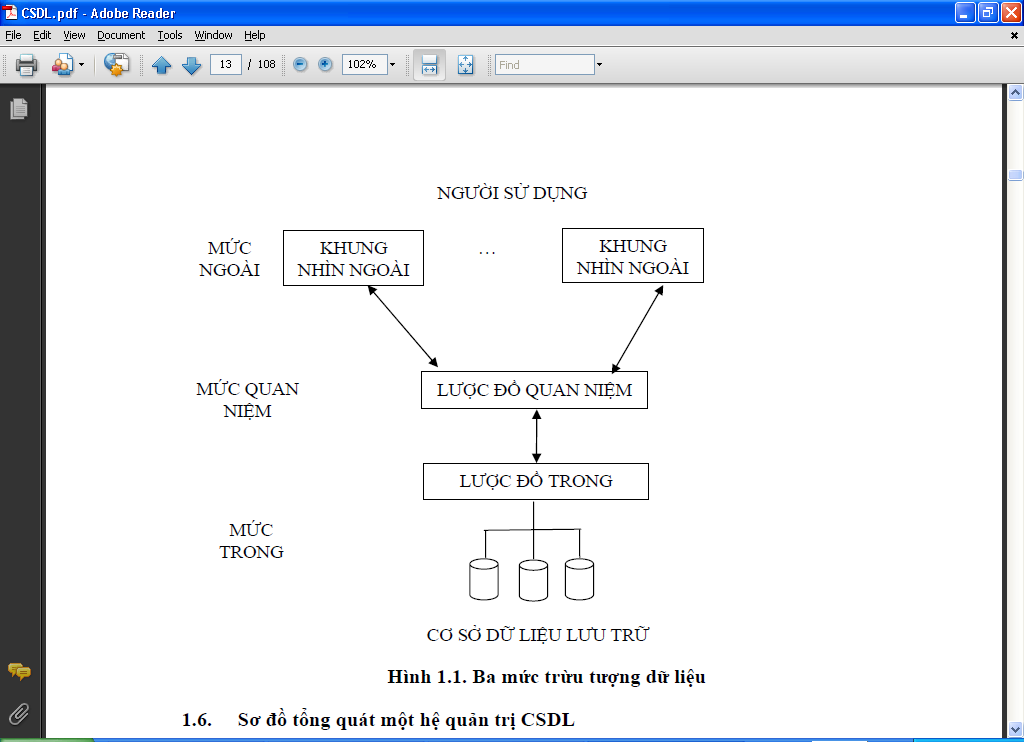 CSDL.pdf - Adobe Reader
File Edit View Document Tools Window Help
13 / 108 102% Find
NGƯỜI SỬ DỤNG
MỨC
NGOÀI
KHUNG
NHÌN NGOÀI
...
KHUNG
NHÌN NGOÀI
MỨC QUAN
NIỆM
LƯỢC ĐỒ QUAN NIỆM
LƯỢC ĐỒ TRONG
MỨC
TRONG
CƠ SỞ DỮ LIỆU LƯU TRỮ
Hình 1.1. Ba mức trừu tượng dữ liệu
1.6. Sơ đồ tổng quát một hệ quản trị CSDL